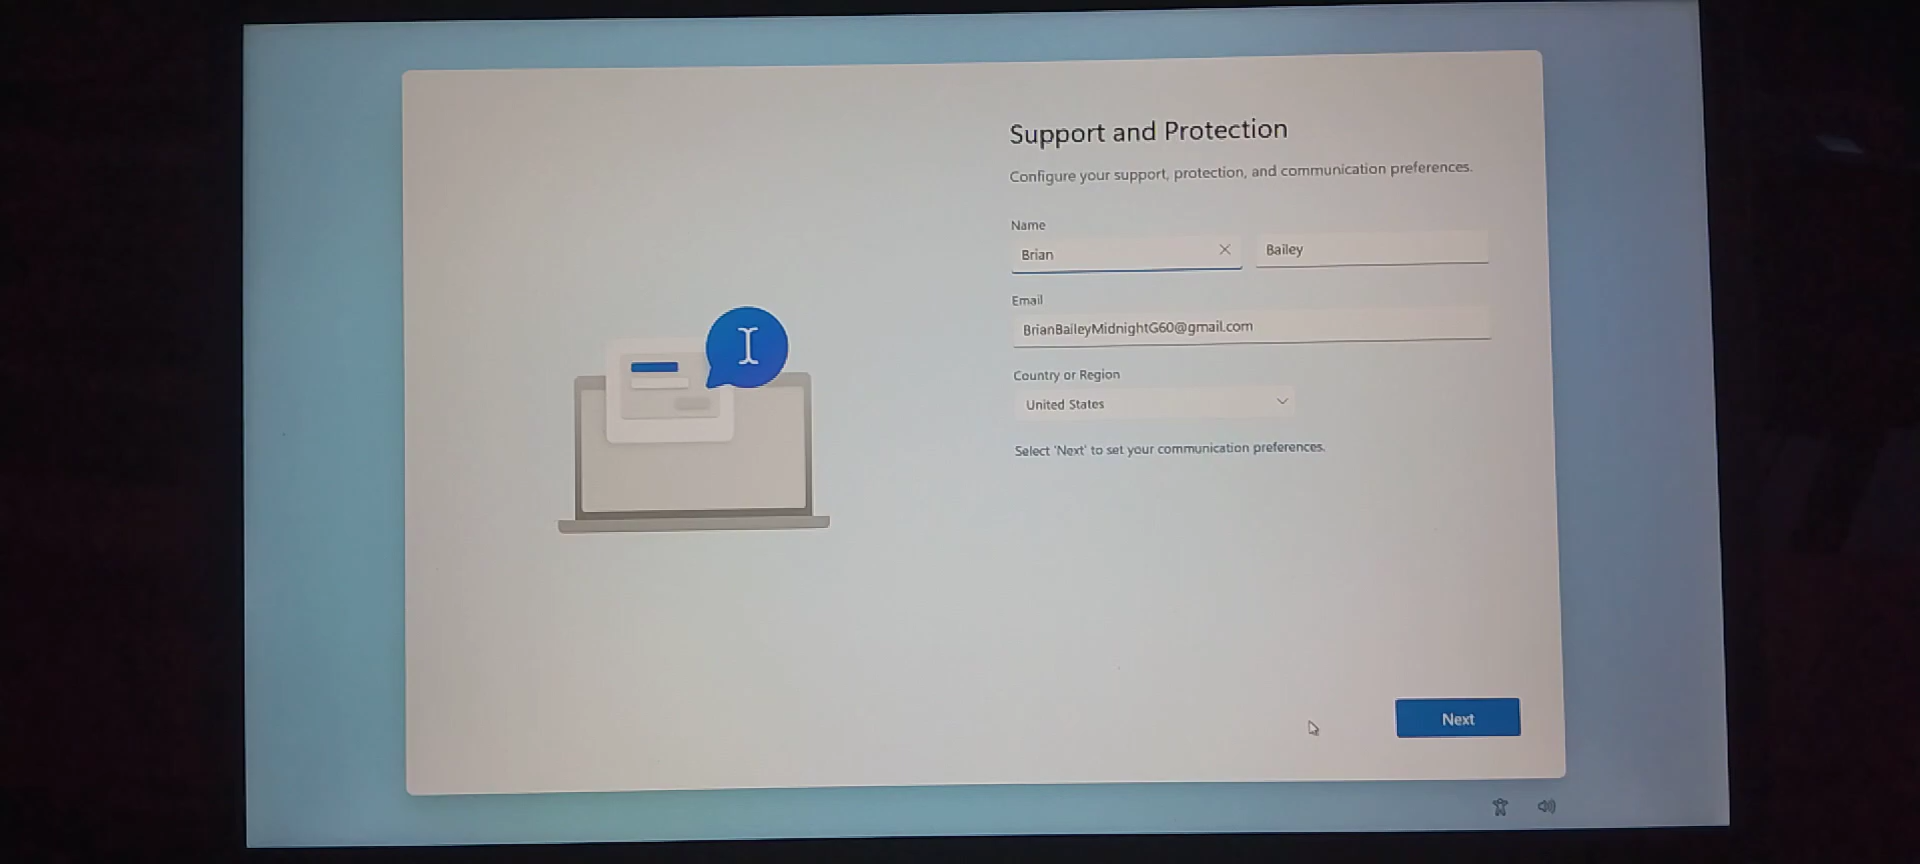 Support and Protection
Configure your support, protection, and communication preferences.
Name
Brian
Bailey
Email
BrianBaileyMidnightG60@gmail.com
Country or Region
United States
Select 'Next' to set your communication preferences.
Next